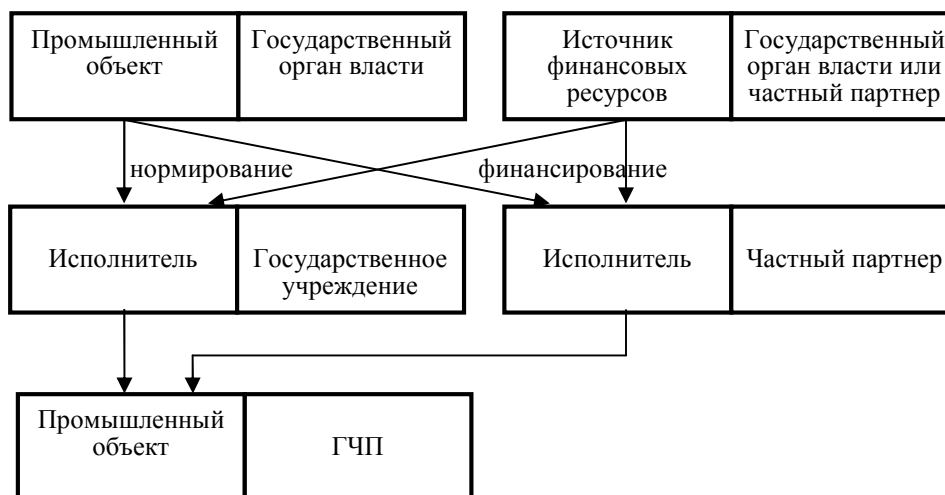 Промышленный
объект
Государственный
орган власти
Источник
финансовых
ресурсов
Государственный
орган власти или
частный партнер
нормирование
финансирование
Исполнитель
Государственное
учреждение
Исполнитель
Частный партнер
Промышленный
объект
ГЧП